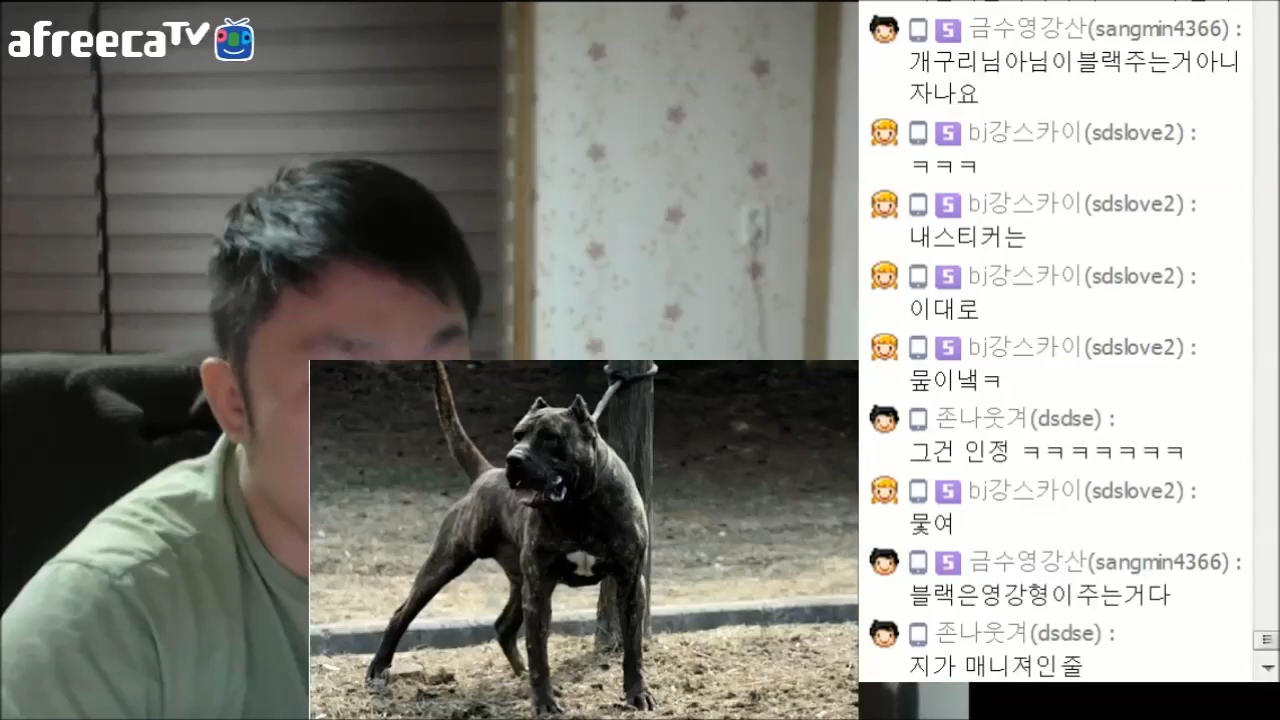 afreecaTV
금수영강산(sangmin4366) :
개구리님아님이블랙주는거아니
자나요
bj강스카이(sdslove2) :
ㅋㅋㅋ
bj강스카이(sdslove2) :
내스티커는
bj강스카이(sdslove2) :
이대로
bj강스카이(sdslove2) :
존나웃겨(dsdse) :
그건 인정 ㅋㅋㅋㅋㅋㅋㅋ
bj강스카이(sdslove2) :
뭋여
금수영강산(sangmin4366) :
블랙은영강형이주는거다
존나웃겨(dsdse) :
지가 매니져인줄